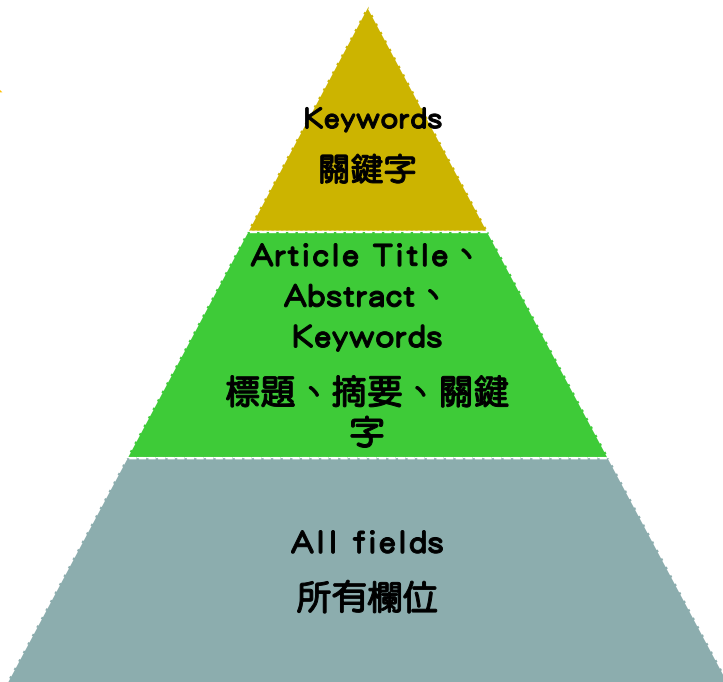 Keywords
關鍵字
Article Title、
Abstract、
Keywords
標題、摘要、關鍵
字
All fields
所有欄位